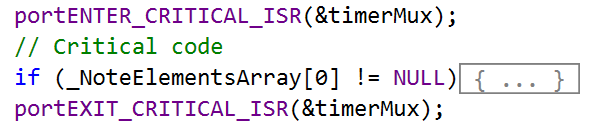 portENTER_CRITICAL_ISR(&timerMux);
// Critical code
if (_NoteElementsArray[0] != NULL) { ... }
portEXIT_CRITICAL_ISR(&timerMux);